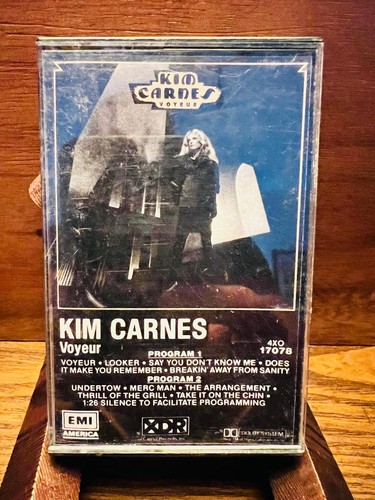 KIM
CARNES
VOYEUR
KIM CARNES
Voyeur
4XO
17078
PROGRAM 1
VOYEUR • LOOKER • SAY YOU DON'T KNOW ME • DOES
IT MAKE YOU REMEMBER • BREAKIN' AWAY FROM SANITY
PROGRAM 2
UNDERTOW • MERC MAN • THE ARRANGEMENT •
THRILL OF THE GRILL • TAKE IT ON THE CHIN •
1:26 SILENCE TO FACILITATE PROGRAMMING
EMI
AMERICA
XDR
DOLBY SYSTEM